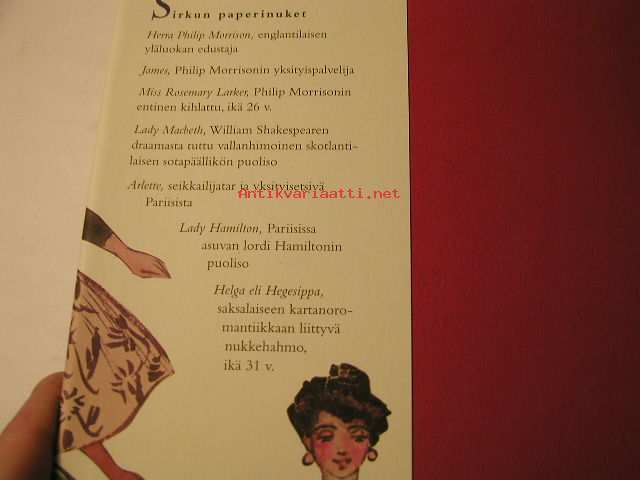 Sirkun paperinuket
Herra Philip Morrison, englantilaisen
yläluokan edustaja
James, Philip Morrisonin yksityispalvelija
Miss Rosemary Larker, Philip Morrisonin
entinen kihlattu, ikä 26 v.
Lady Macbeth, William Shakespearen
draamasta tuttu vallanhimoinen skotlanti-
laisen sotapäällikön puoliso
Arlette, seikkailijatar ja yksityisetsivä
Pariisista
Antikvariaatti.net
Lady Hamilton, Pariisissa
asuvan lordi Hamiltonin
puoliso
Helga eli Hegesippa,
saksalaiseen kartanoro-
mantiikkaan liittyvä
nukkehahmo,
ikä 31 v.